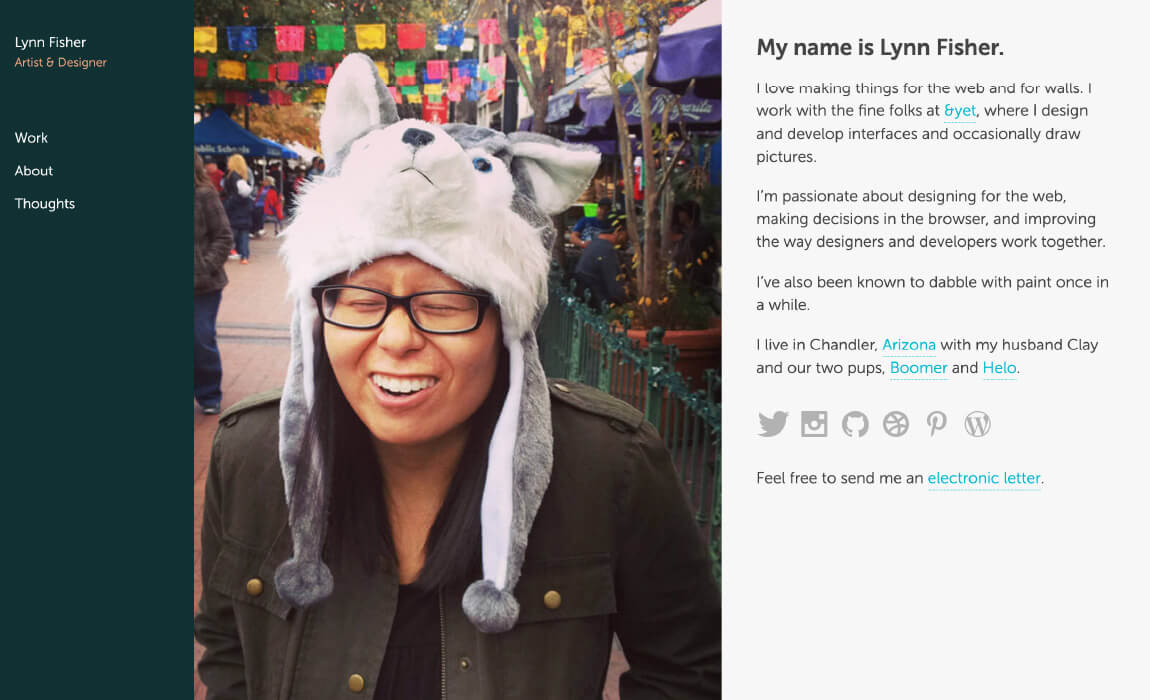 Lynn Fisher
Artist & Designer
Work
About
Thoughts
My name is Lynn Fisher.
I love making things for the web and for walls. I
work with the fine folks at &yet, where I design
and develop interfaces and occasionally draw
pictures.
I’m passionate about designing for the web,
making decisions in the browser, and improving
the way designers and developers work together.
I’ve also been known to dabble with paint once in
a while.
I live in Chandler, Arizona with my husband Clay
and our two pups, Boomer and Helo.
Feel free to send me an electronic letter.